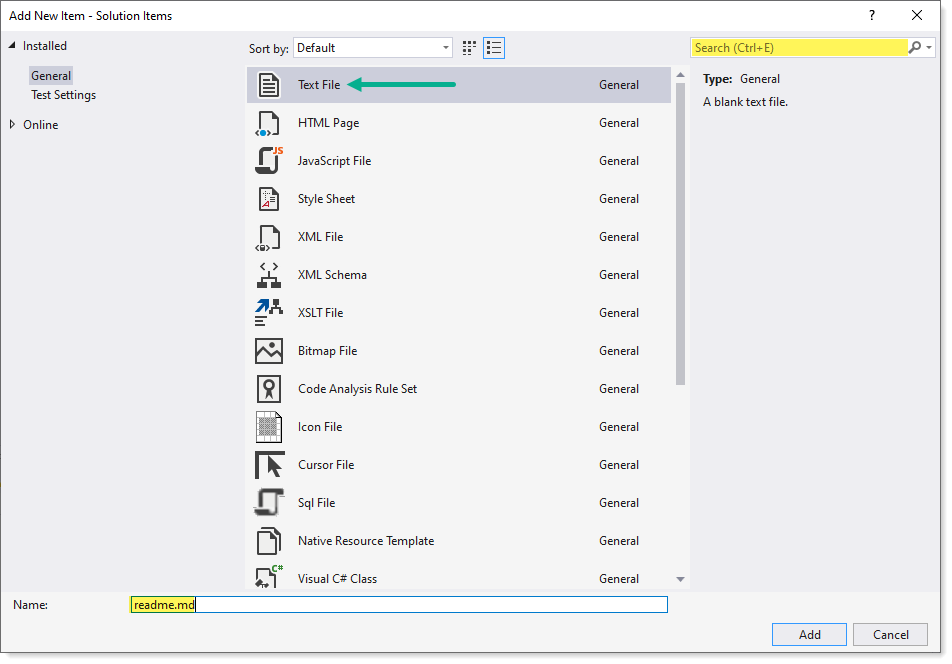 Add New Item - Solution Items
?
Installed
General
Test Settings
Online
Sort by: Default
Search (Ctrl+E)
Text File General
HTML Page General
JS
JavaScript File General
A
Style Sheet General
XML File General
XML Schema General
XSLT File General
Bitmap File General
Code Analysis Rule Set General
Icon File General
Cursor File General
Sql File General
Native Resource Template General
C#
Visual C# Class General
Type: General
A blank text file.
Name: readme.md
Add Cancel